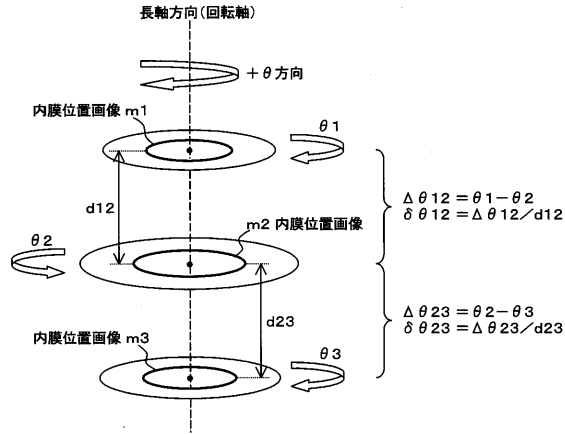 長軸方向(回転軸)
+θ方向
内膜位置画像 m1
θ1
d12
Δθ12=θ1−θ2
δθ12=Δθ12/d12
m2 内膜位置画像
θ2
d23
Δθ23=θ2−θ3
δθ23=Δθ23/d23
内膜位置画像 m3
θ3